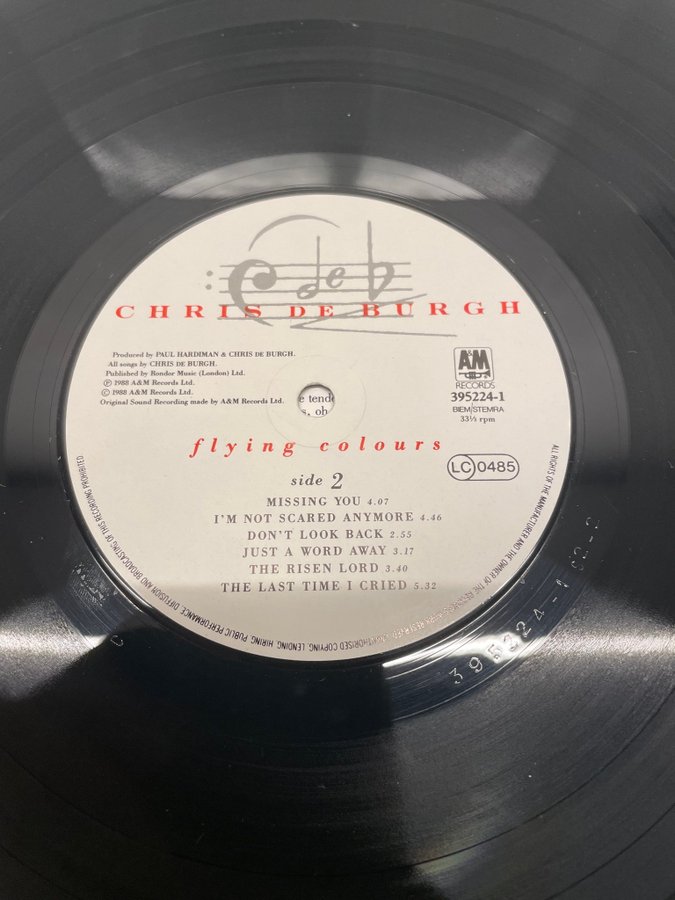 C de b
CHRIS DE BURGH
Produced by PAUL HARDIMAN & CHRIS DE BURGH.
All songs by CHRIS DE BURGH.
Published by Rondor Music (London) Ltd.
Ⓟ 1988 A&M Records Ltd.
© 1988 A&M Records Ltd.
Original Sound Recording made by A&M Records Ltd.
e tende
s, oh
A&M
RECORDS
395224-1
BIEM/STEMRA
33⅓ rpm
flying colours
LC 0485
side 2
MISSING YOU 4.07
I'M NOT SCARED ANYMORE 4.46
DON'T LOOK BACK 2.55
JUST A WORD AWAY 3.17
THE RISEN LORD 3.40
THE LAST TIME I CRIED 5.32
ALL RIGHTS OF THE MANUFACTURER AND THE OWNER OF THE RECORDED WORK RESERVED. UNAUTHORISED COPYING, LENDING, HIRING, PUBLIC PERFORMANCE, DIFFUSION AND BROADCASTING OF THIS RECORDING PROHIBITED